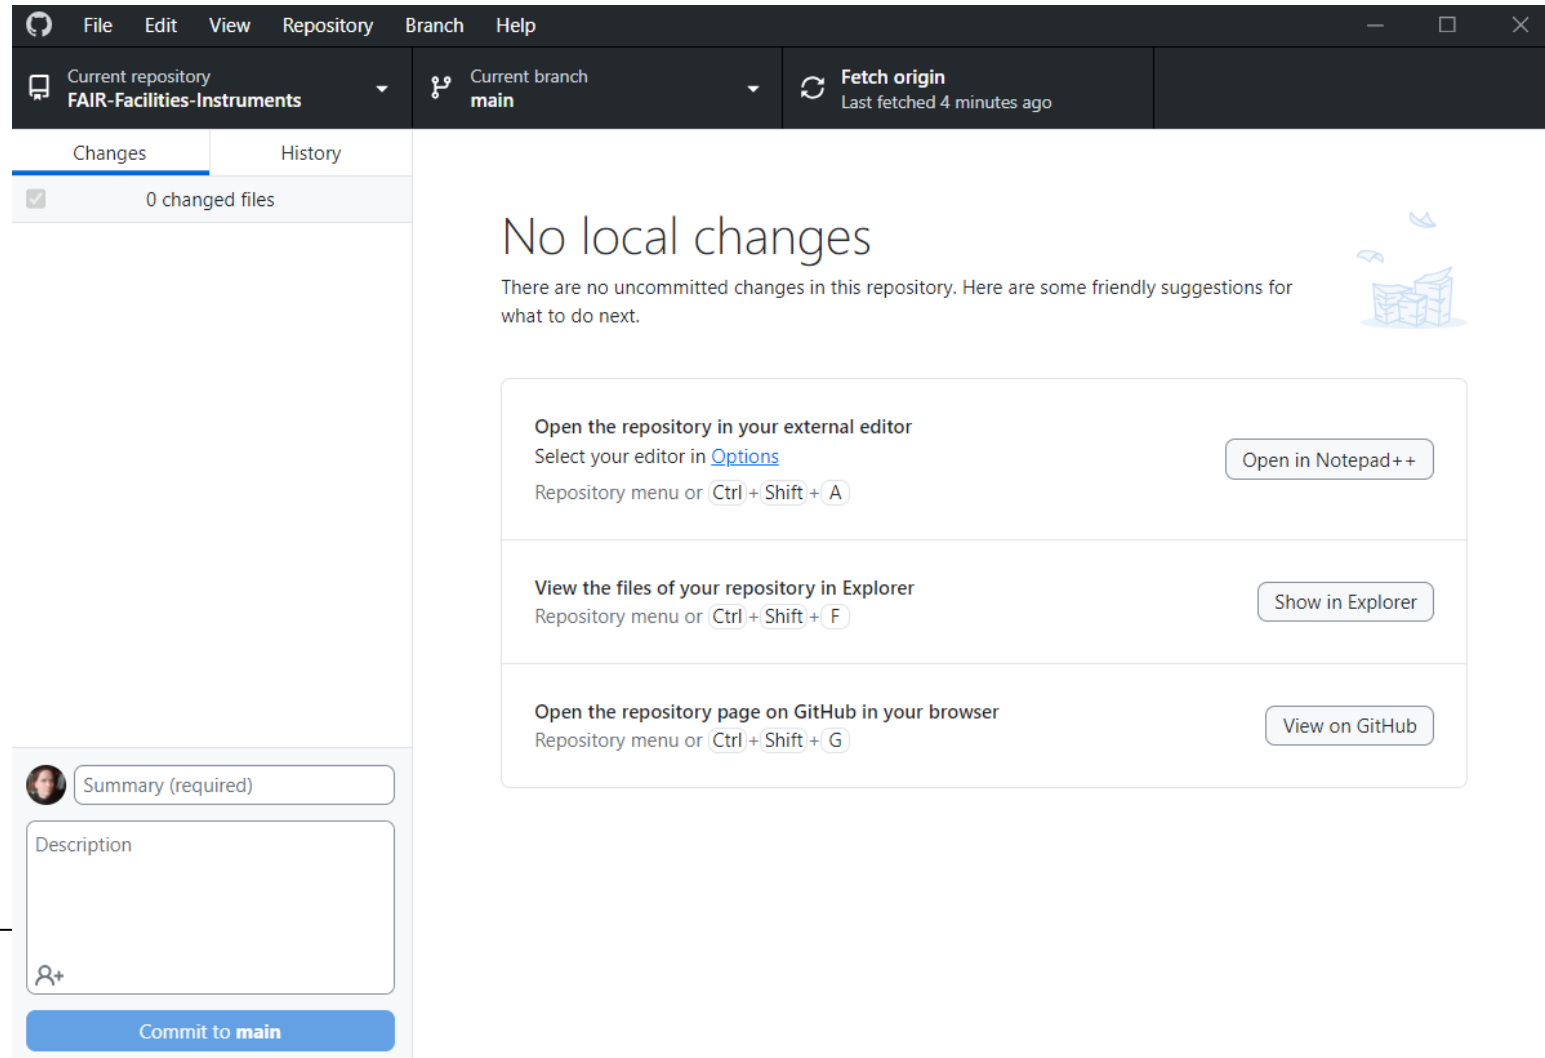 File Edit View Repository Branch Help
Current repository
FAIR-Facilities-Instruments
Current branch
main
Fetch origin
Last fetched 4 minutes ago
Changes
History
0 changed files
No local changes
There are no uncommitted changes in this repository. Here are some friendly suggestions for
what to do next.
Open the repository in your external editor
Select your editor in Options
Repository menu or Ctrl + Shift + A
Open in Notepad++
View the files of your repository in Explorer
Repository menu or Ctrl + Shift + F
Show in Explorer
Open the repository page on GitHub in your browser
Repository menu or Ctrl + Shift + G
View on GitHub
Summary (required)
Description
Commit to main